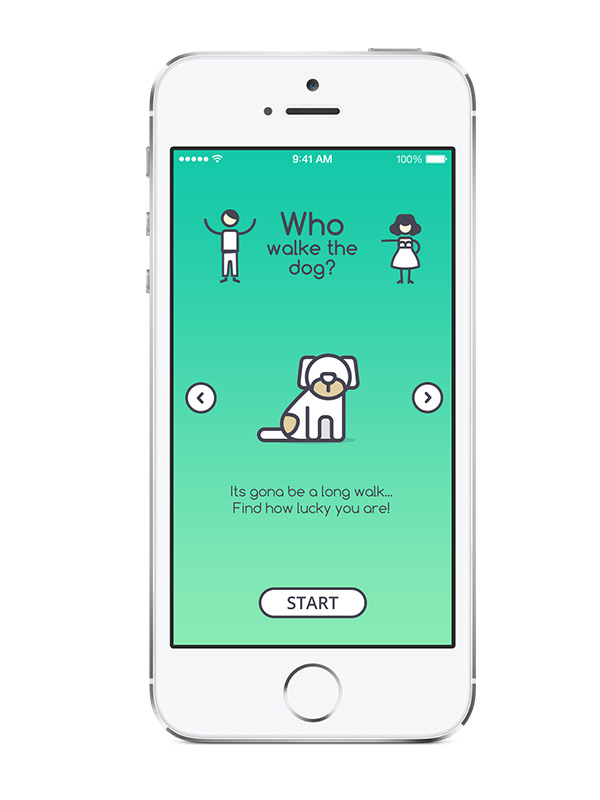 9:41 AM
100%
Who
walke the
dog?
Its gona be a long walk...
Find how lucky you are!
START